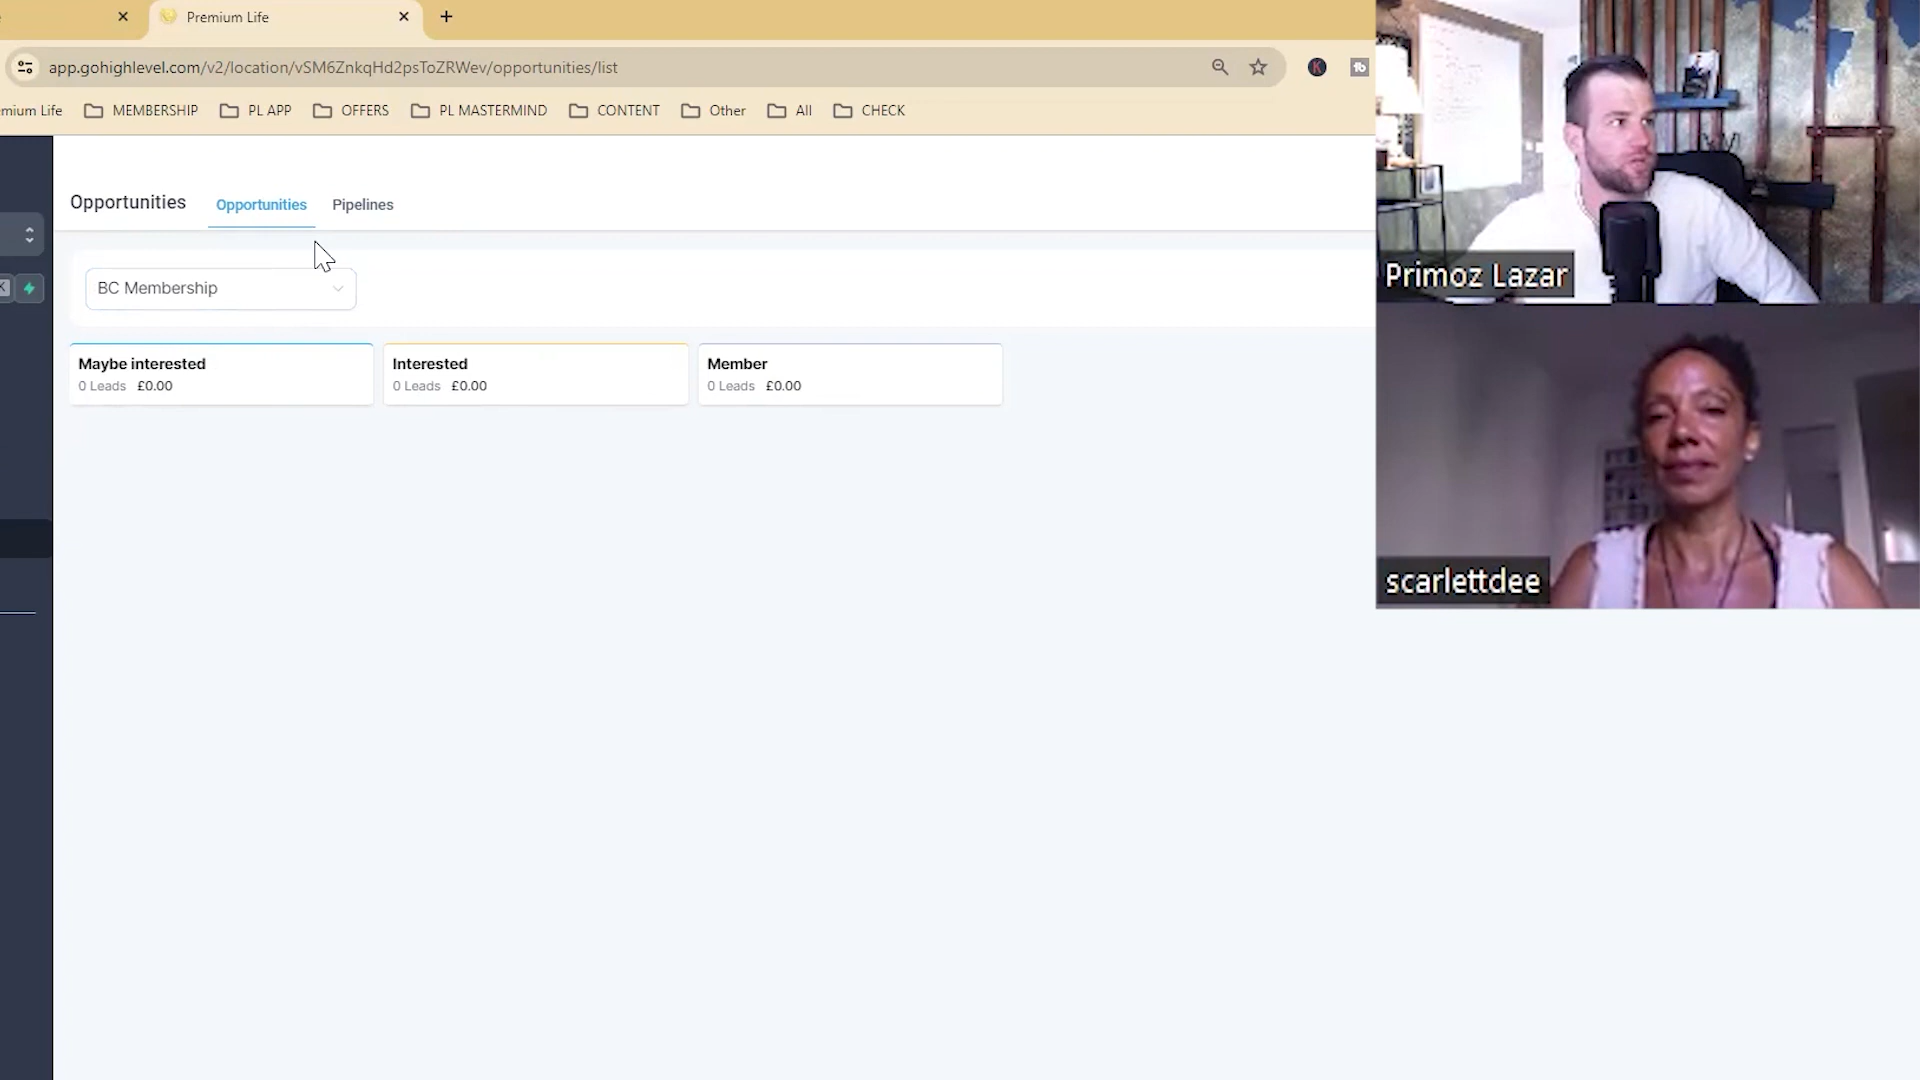 Premium Life
app.gohighlevel.com/v2/location/vSM6ZnkqHd2psToZRWev/opportunities/list
mium Life MEMBERSHIP PL APP OFFERS PL MASTERMIND CONTENT Other All CHECK
Opportunities Opportunities Pipelines
BC Membership
Maybe interested Interested Member
0 Leads £0.00 0 Leads £0.00 0 Leads £0.00
K
K
tb
Primoz Lazar
scarlettdee